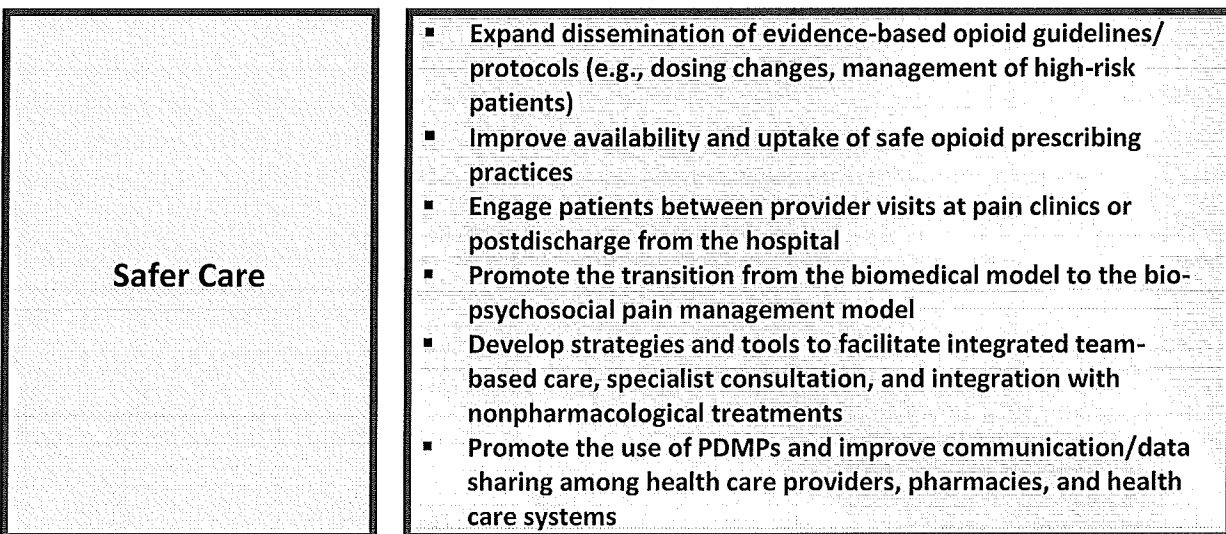 Safer Care
▪ Expand dissemination of evidence-based opioid guidelines/
protocols (e.g., dosing changes, management of high-risk
patients)
▪ Improve availability and uptake of safe opioid prescribing
practices
▪ Engage patients between provider visits at pain clinics or
postdischarge from the hospital
▪ Promote the transition from the biomedical model to the bio-
psychosocial pain management model
▪ Develop strategies and tools to facilitate integrated team-
based care, specialist consultation, and integration with
nonpharmacological treatments
▪ Promote the use of PDMPs and improve communication/data
sharing among health care providers, pharmacies, and health
care systems